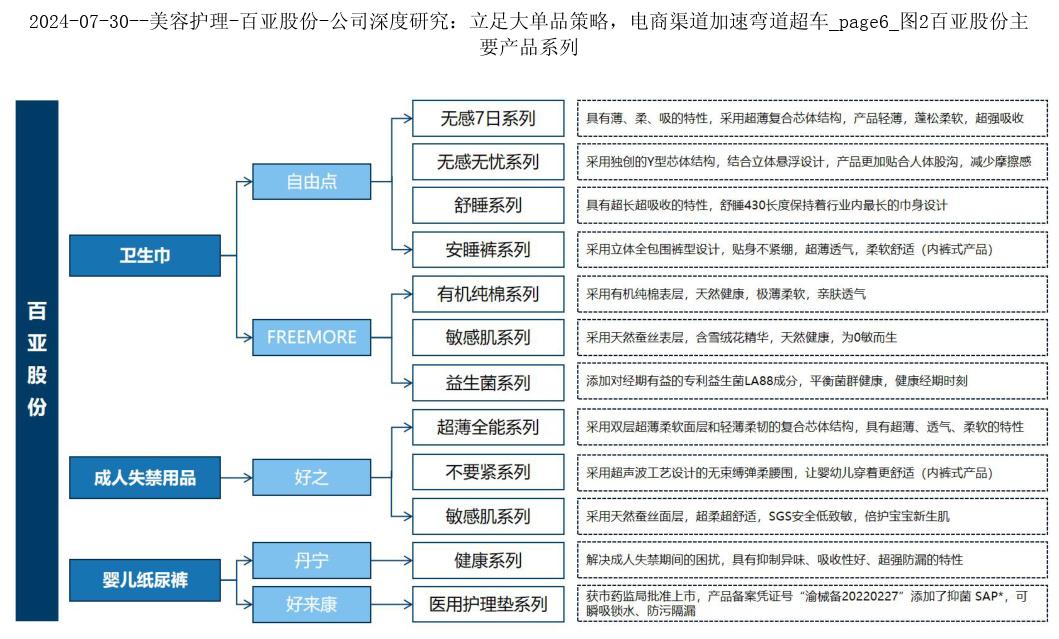 2024-07-30--美容护理-百亚股份-公司深度研究：立足大单品策略，电商渠道加速弯道超车_page6_图2百亚股份主
要产品系列
百亚股份
卫生巾
自由点
无感7日系列
具有薄、柔、吸的特性，采用超薄复合芯体结构，产品轻薄，蓬松柔软，超强吸收
无感无忧系列
采用独创的Y型芯体结构，结合立体悬浮设计，产品更加贴合人体股沟，减少摩擦感
舒睡系列
具有超长超吸收的特性，舒睡430长度保持着行业内最长的巾身设计
安睡裤系列
采用立体全包围裤型设计，贴身不紧绷，超薄透气，柔软舒适（内裤式产品）
FREEMORE
有机纯棉系列
采用有机纯棉表层，天然健康，极薄柔软，亲肤透气
敏感肌系列
采用天然蚕丝表层，含雪绒花精华，天然健康，为0敏而生
益生菌系列
添加对经期有益的专利益生菌LA88成分，平衡菌群健康，健康经期时刻
成人失禁用品
好之
超薄全能系列
采用双层超薄柔软面层和轻薄柔韧的复合芯体结构，具有超薄、透气、柔软的特性
不要紧系列
采用超声波工艺设计的无束缚弹柔腰围，让婴幼儿穿着更舒适（内裤式产品）
敏感肌系列
采用天然蚕丝面层，超柔超舒适，SGS安全低致敏，倍护宝宝新生肌
婴儿纸尿裤
丹宁
健康系列
解决成人失禁期间的困扰，具有抑制异味、吸收性好、超强防漏的特性
好来康
医用护理垫系列
获市药监局批准上市，产品备案凭证号“渝械备20220227”添加了抑菌 SAP*，可
瞬吸锁水、防污隔漏